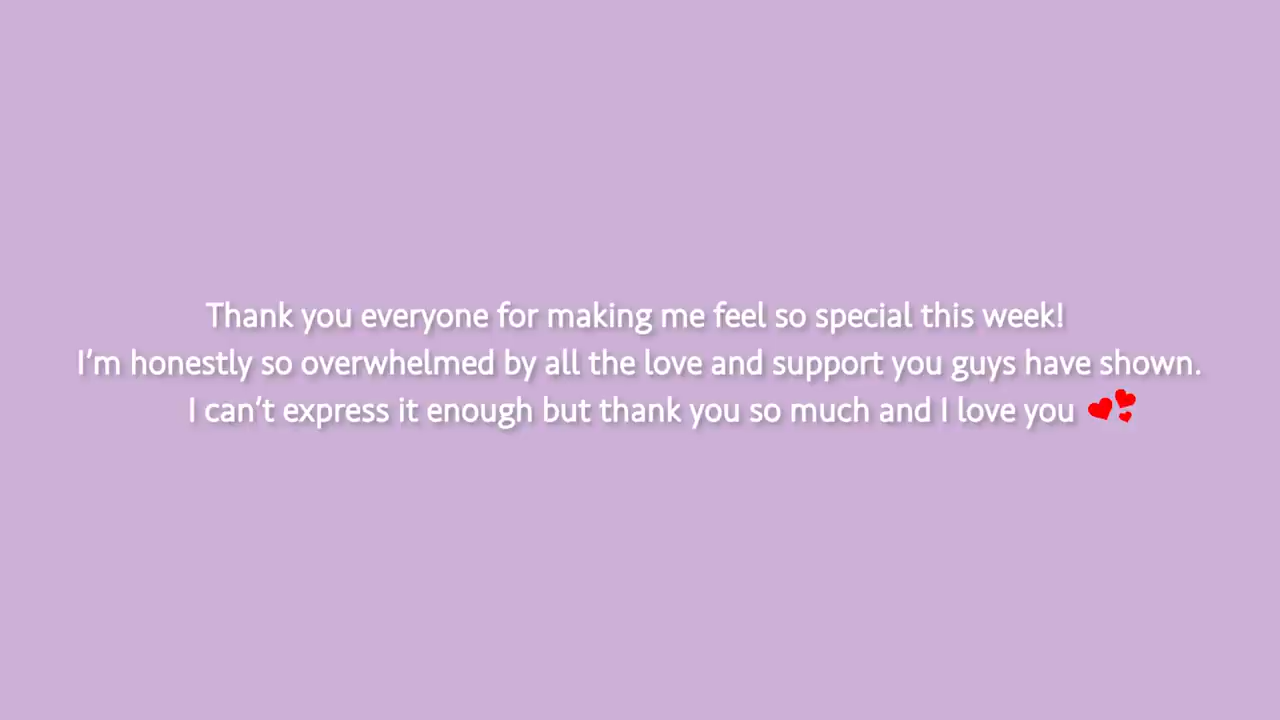 Thank you everyone for making me feel so special this week!
I'm honestly so overwhelmed by all the love and support you guys have shown.
I can't express it enough but thank you so much and I love you 💕